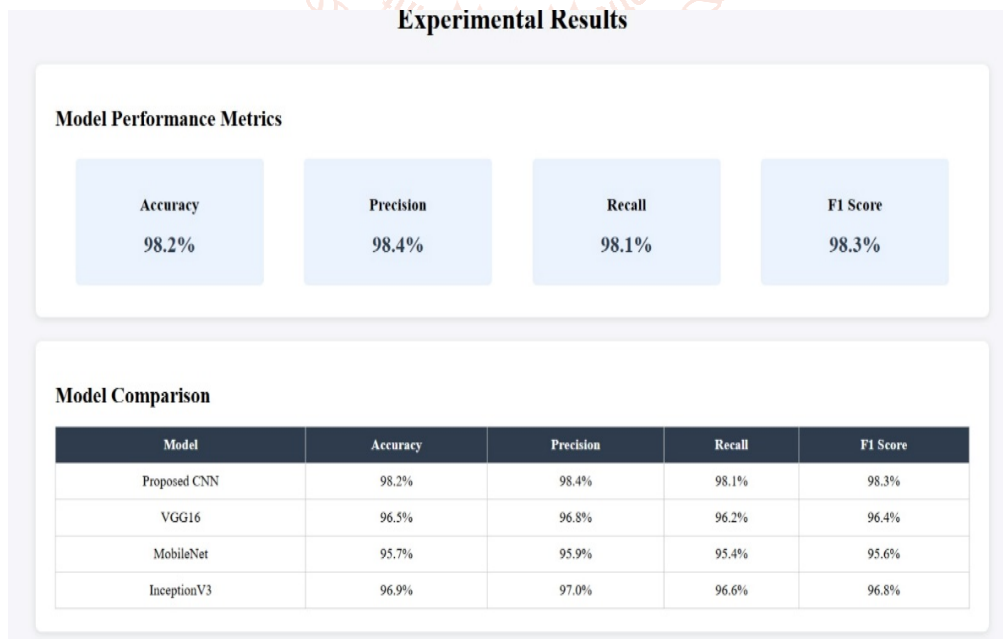 Experimental Results
Model Performance Metrics
Accuracy Precision Recall F1 Score
98.2% 98.4% 98.1% 98.3%
Model Comparison
Model Accuracy Precision Recall F1 Score
Proposed CNN 98.2% 98.4% 98.1% 98.3%
VGG16 96.5% 96.8% 96.2% 96.4%
MobileNet 95.7% 95.9% 95.4% 95.6%
InceptionV3 96.9% 97.0% 96.6% 96.8%